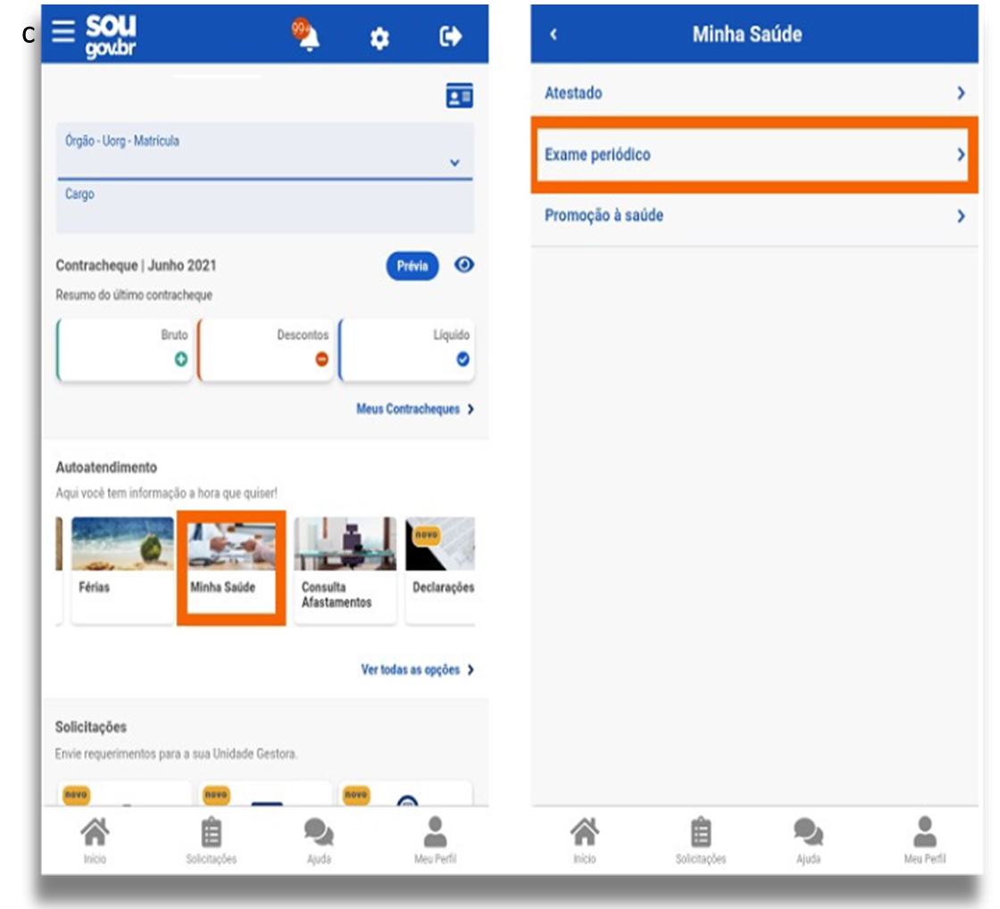 c
sou
gov.br
99+
Órgão - Uorg - Matrícula
Cargo
Contracheque | Junho 2021
Prévia
Resumo do último contracheque
Bruto
Descontos
Líquido
Meus Contracheques
Autoatendimento
Aqui você tem informação a hora que quiser!
novo
Férias
Minha Saúde
Consulta
Afastamentos
Declarações
Ver todas as opções
Solicitações
Envie requerimentos para a sua Unidade Gestora.
novo
novo
novo
Início
Solicitações
Ajuda
Meu Perfil
Minha Saúde
Atestado
Exame periódico
Promoção à saúde
Início
Solicitações
Ajuda
Meu Perfil